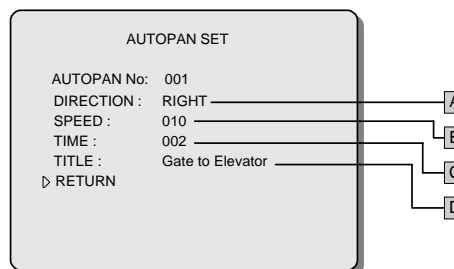 AUTOPAN SET
AUTOPAN No: 001
DIRECTION : RIGHT
SPEED : 010
TIME : 002
TITLE : Gate to Elevator
RETURN
A
B
C
D